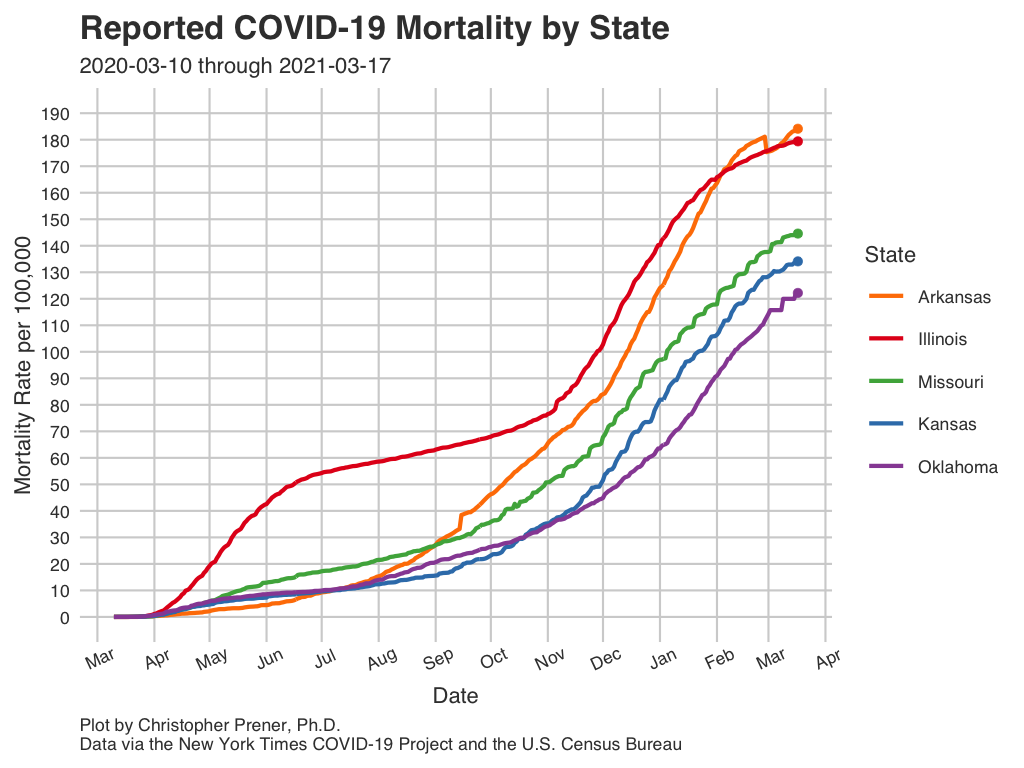 Reported COVID-19 Mortality by State
2020-03-10 through 2021-03-17
Mortality Rate per 100,000
190
180
170
160
150
140
130
120
110
100
90
80
70
60
50
40
30
20
10
0
Mar Apr May Jun Jul Aug Sep Oct Nov Dec Jan Feb Mar Apr
Date
State
Arkansas
Illinois
Missouri
Kansas
Oklahoma
Plot by Christopher Prener, Ph.D.
Data via the New York Times COVID-19 Project and the U.S. Census Bureau